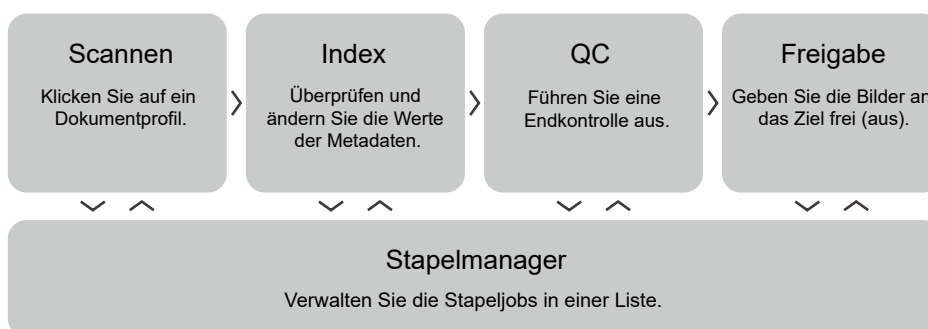 Scannen
Klicken Sie auf ein
Dokumentprofil.
Index
Überprüfen und
ändern Sie die Werte
der Metadaten.
QC
Führen Sie eine
Endkontrolle aus.
Freigabe
Geben Sie die Bilder an
das Ziel frei (aus).
Stapelmanager
Verwalten Sie die Stapeljobs in einer Liste.